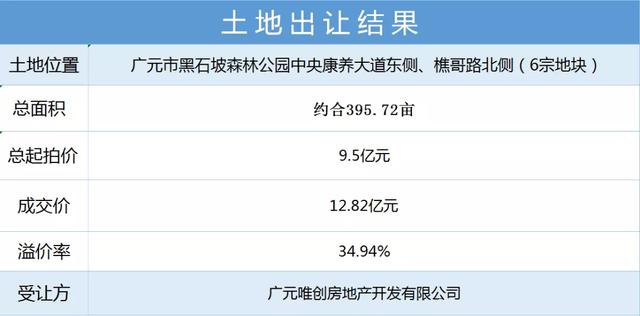 土地出让结果
土地位置 广元市黑石坡森林公园中央康养大道东侧、樵哥路北侧（6宗地块）
总面积 约合395.72亩
总起拍价 9.5亿元
成交价 12.82亿元
溢价率 34.94%
受让方 广元唯创房地产开发有限公司